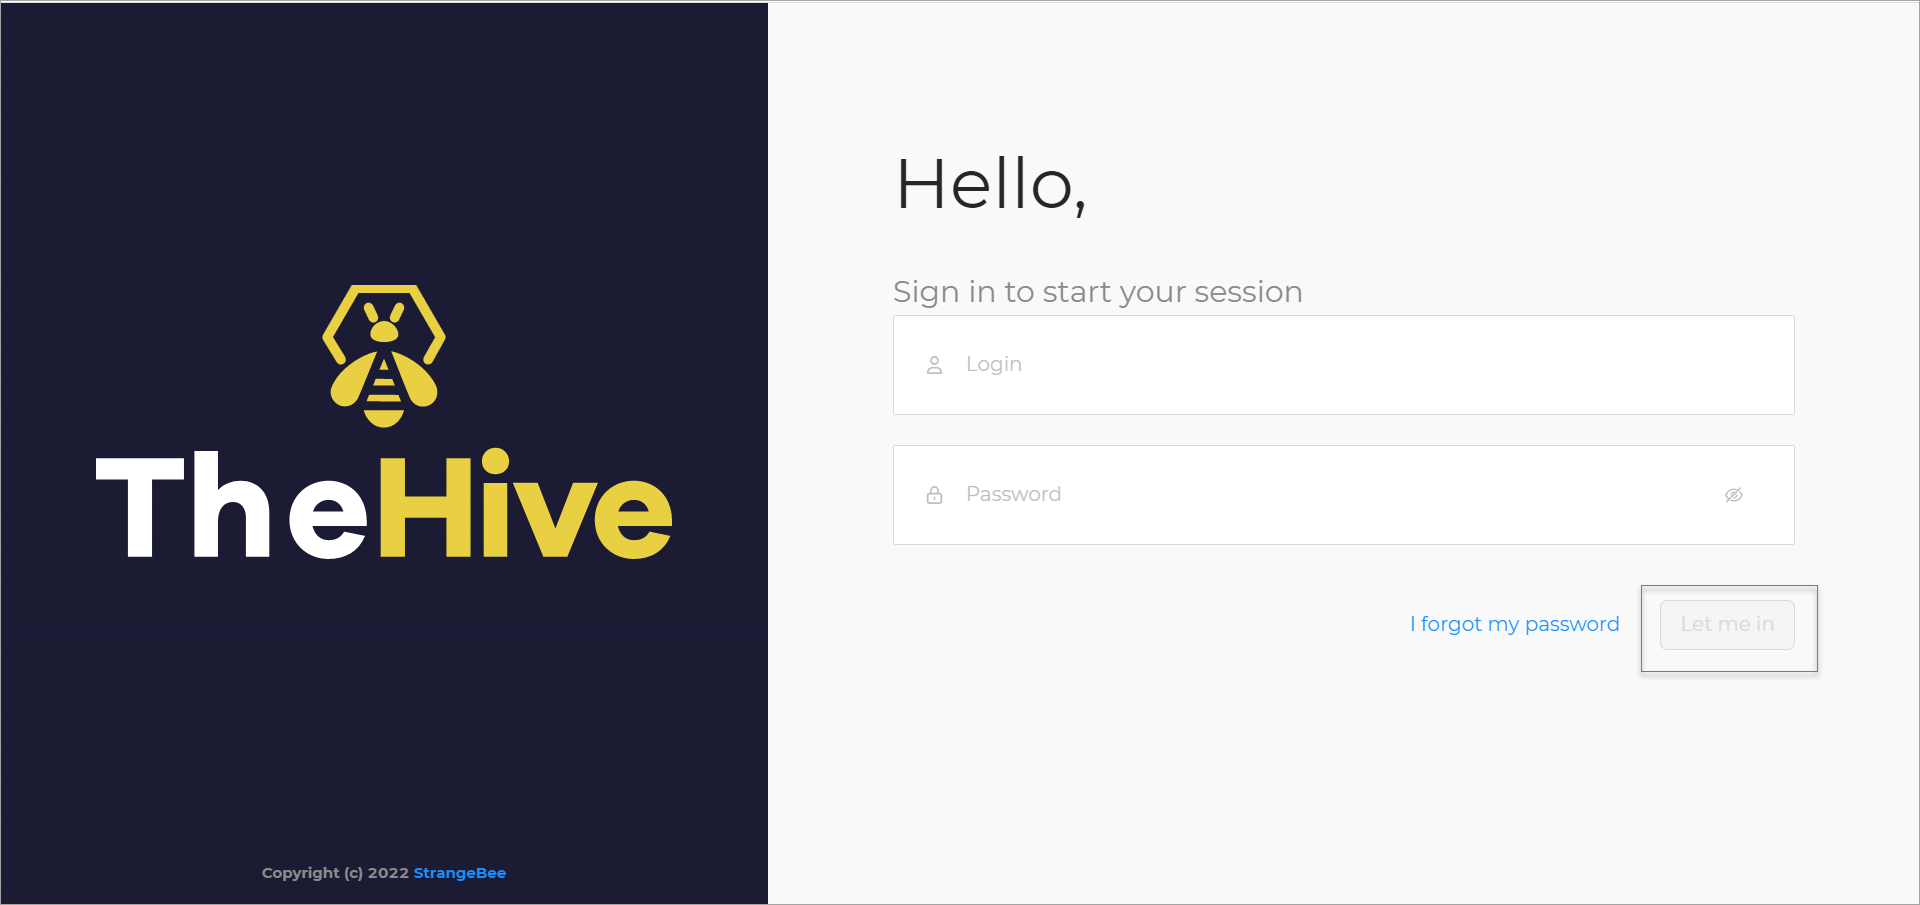 TheHive
Copyright (c) 2022 StrangeBee
Hello,
Sign in to start your session
Login
Password
I forgot my password
Let me in